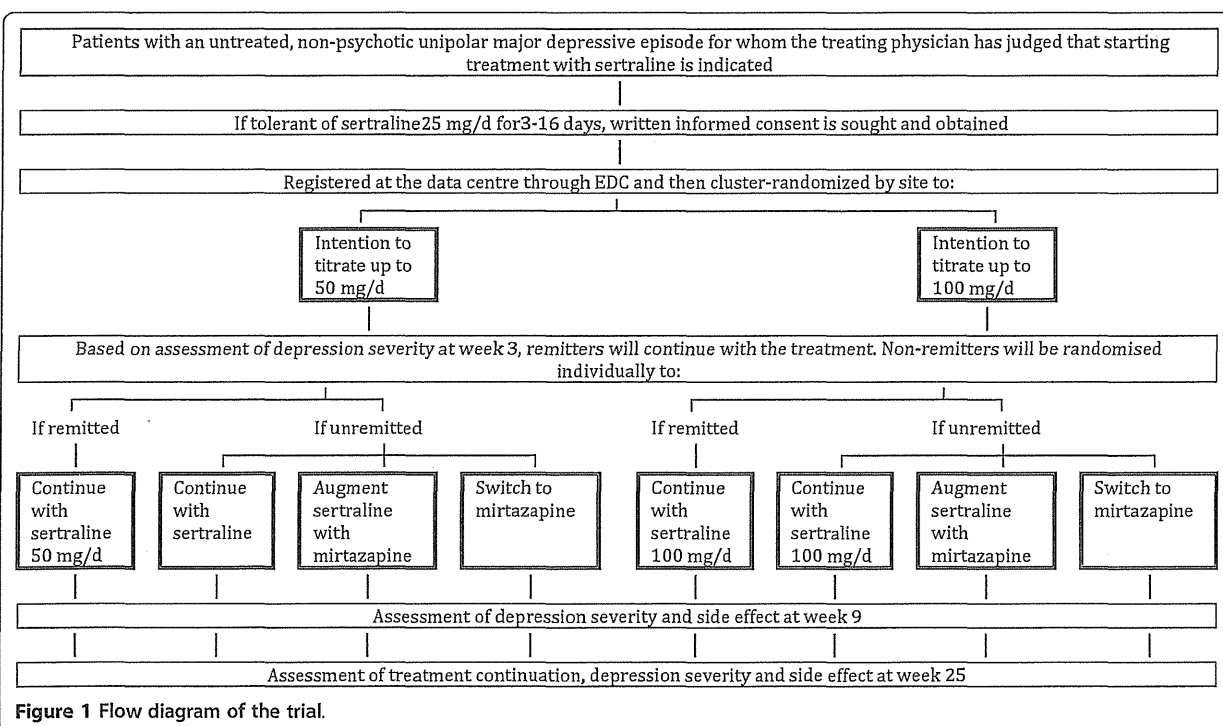 Patients with an untreated, non-psychotic unipolar major depressive episode for whom the treating physician has judged that starting
treatment with sertraline is indicated
If tolerant of sertraline25 mg/d for3-16 days, written informed consent is sought and obtained
Registered at the data centre through EDC and then cluster-randomized by site to:
Intention to
titrate up to
50 mg/d
Intention to
titrate up to
100 mg/d
Based on assessment of depression severity at week 3, remitters will continue with the treatment. Non-remitters will be randomised
individually to:
If remitted
If unremitted
If remitted
If unremitted
Continue
with
sertraline
50 mg/d
Continue
with
sertraline
Augment
sertraline
with
mirtazapine
Switch to
mirtazapine
Continue
with
sertraline
100 mg/d
Continue
with
sertraline
100 mg/d
Augment
sertraline
with
mirtazapine
Switch to
mirtazapine
Assessment of depression severity and side effect at week 9
Assessment of treatment continuation, depression severity and side effect at week 25
Figure 1 Flow diagram of the trial.